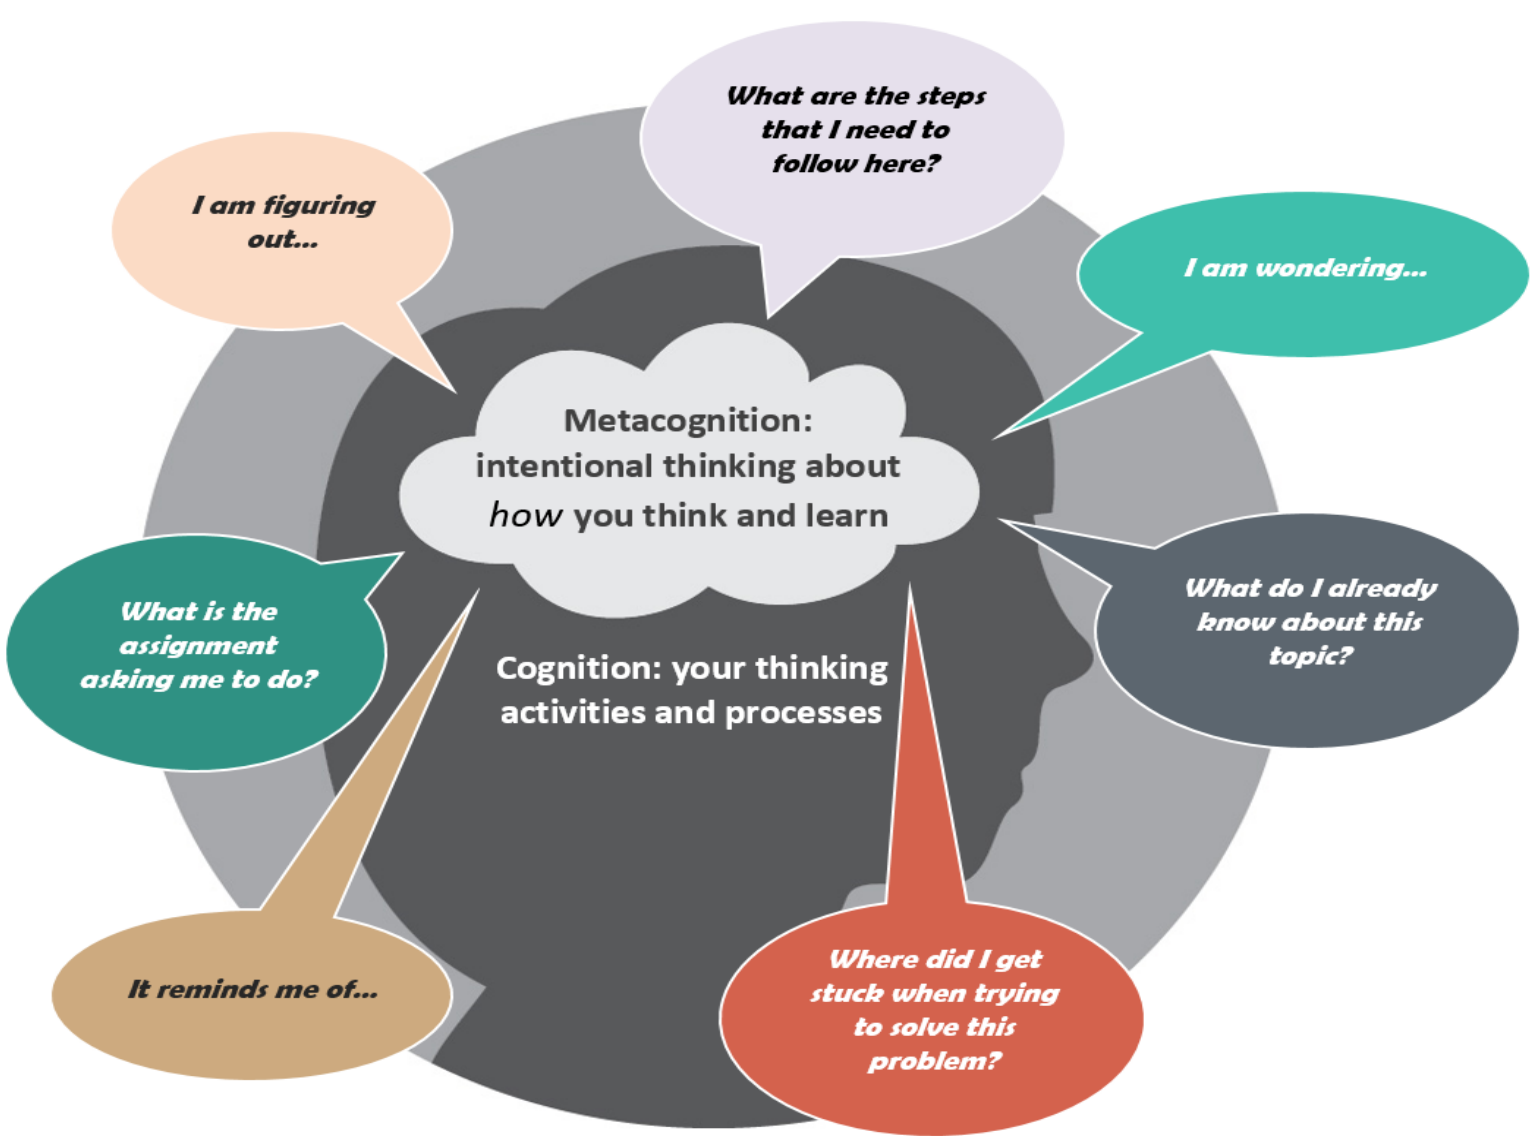 What are the steps
that I need to
follow here?
I am figuring
out...
I am wondering...
Metacognition:
intentional thinking about
how you think and learn
What is the
assignment
asking me to do?
What do I already
know about this
topic?
Cognition: your thinking
activities and processes
It reminds me of...
Where did I get
stuck when trying
to solve this
problem?